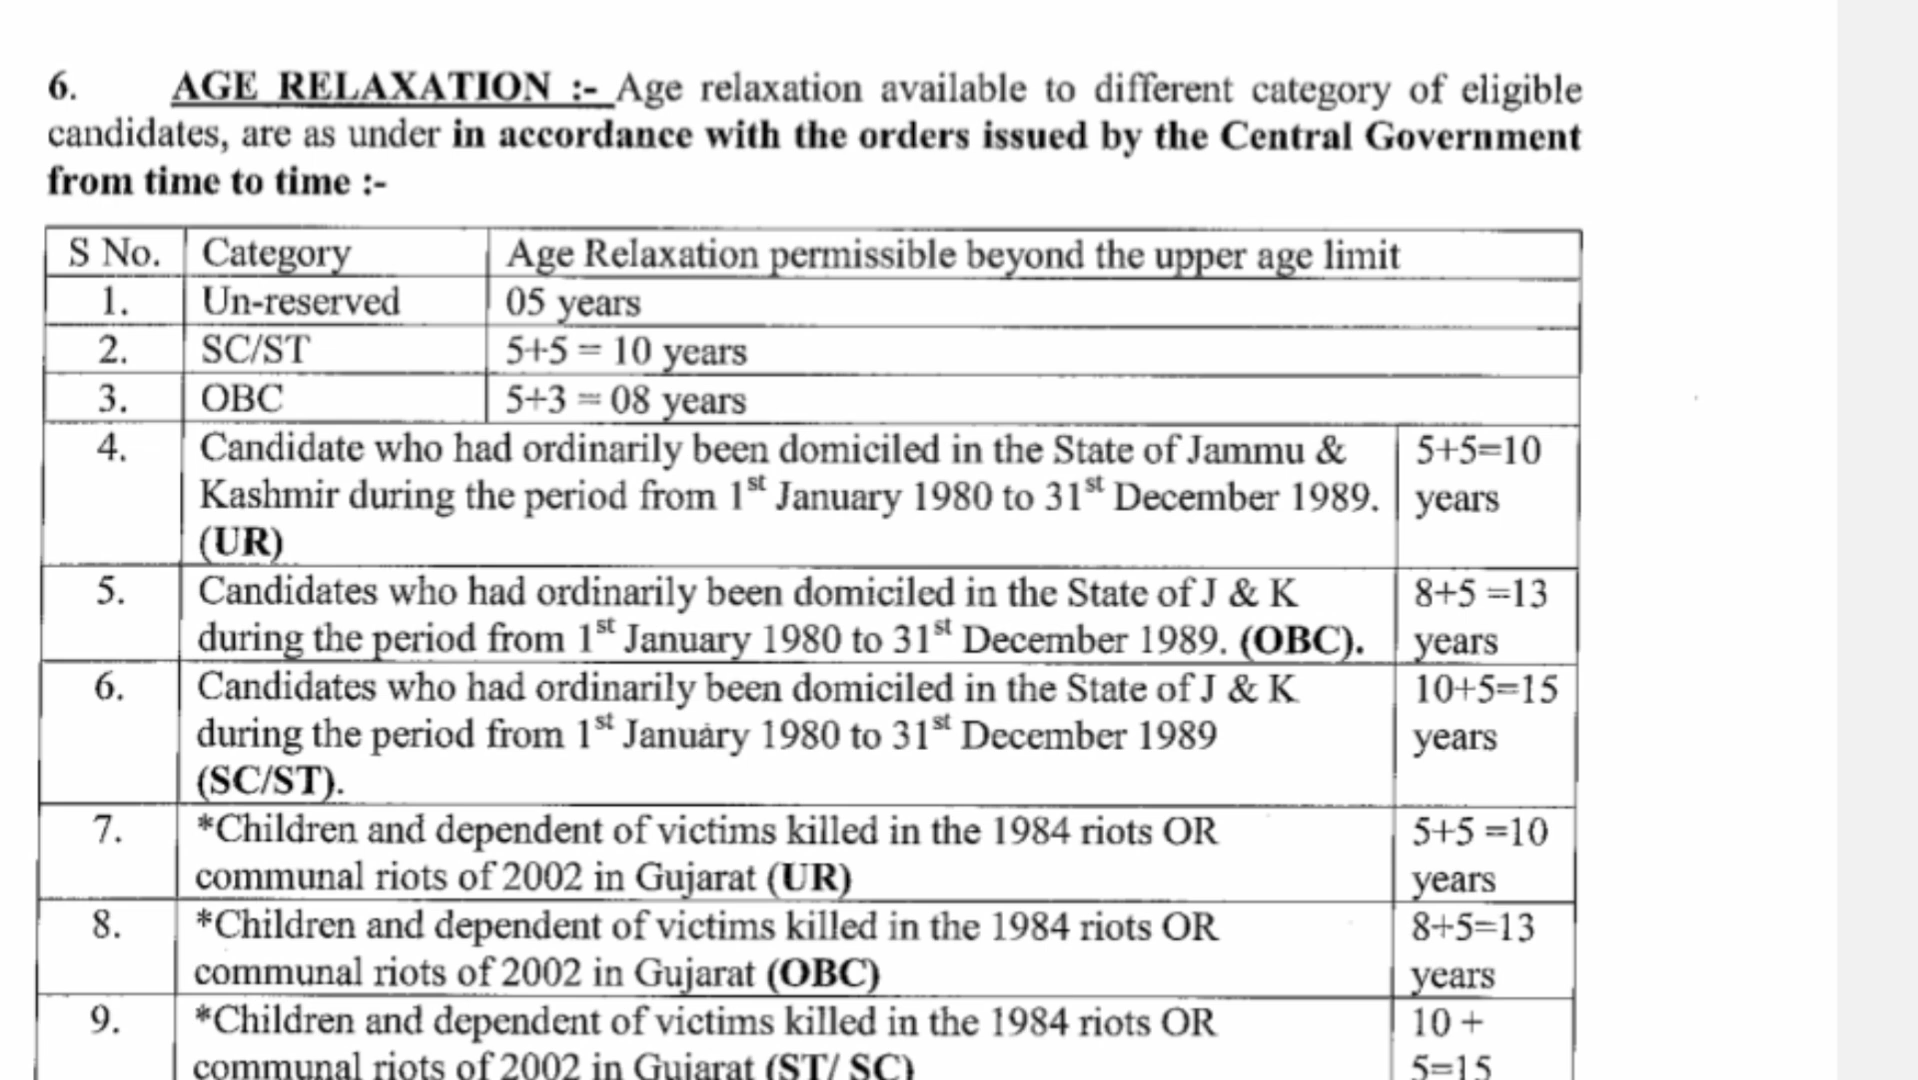 6. AGE RELAXATION :- Age relaxation available to different category of eligible
candidates, are as under in accordance with the orders issued by the Central Government
from time to time :-
S No. Category Age Relaxation permissible beyond the upper age limit
1. Un-reserved 05 years
2. SC/ST 5+5 = 10 years
3. OBC 5+3 = 08 years
4. Candidate who had ordinarily been domiciled in the State of Jammu & 5+5=10
Kashmir during the period from 1st January 1980 to 31st December 1989. years
(UR)
5. Candidates who had ordinarily been domiciled in the State of J & K 8+5 =13
during the period from 1st January 1980 to 31st December 1989. (OBC). years
6. Candidates who had ordinarily been domiciled in the State of J & K 10+5=15
during the period from 1st January 1980 to 31st December 1989 years
(SC/ST).
7. *Children and dependent of victims killed in the 1984 riots OR 5+5 =10
communal riots of 2002 in Gujarat (UR) years
8. *Children and dependent of victims killed in the 1984 riots OR 8+5=13
communal riots of 2002 in Gujarat (OBC) years
9. *Children and dependent of victims killed in the 1984 riots OR 10 +
communal riots of 2002 in Gujarat (ST/ SC) 5=15